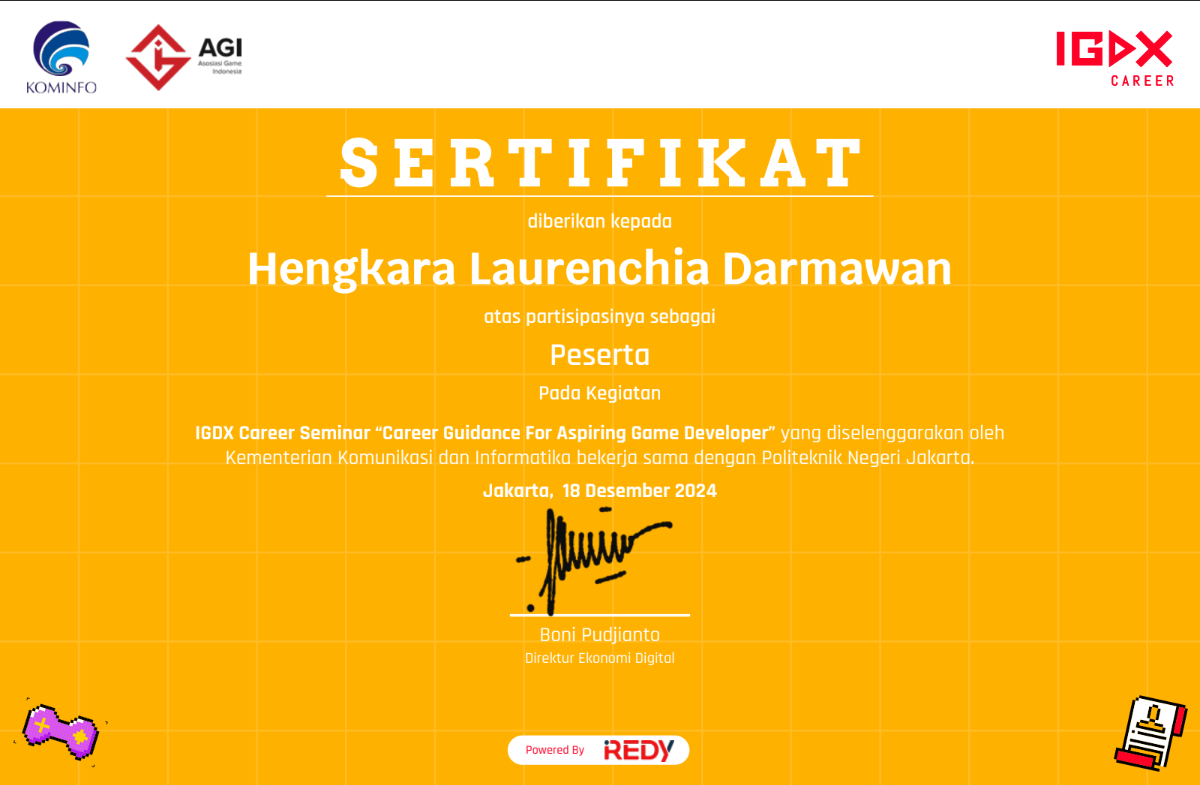 KOMINFO
AGI
Asosiasi Game
Indonesia
IGDX
CAREER
SERTIFIKAT
diberikan kepada
Hengkara Laurenchia Darmawan
atas partisipasinya sebagai
Peserta
Pada Kegiatan
IGDX Career Seminar “Career Guidance For Aspiring Game Developer” yang diselenggarakan oleh
Kementerian Komunikasi dan Informatika bekerja sama dengan Politeknik Negeri Jakarta.
Jakarta, 18 Desember 2024
Boni Pudjianto
Direktur Ekonomi Digital
Powered By REDY